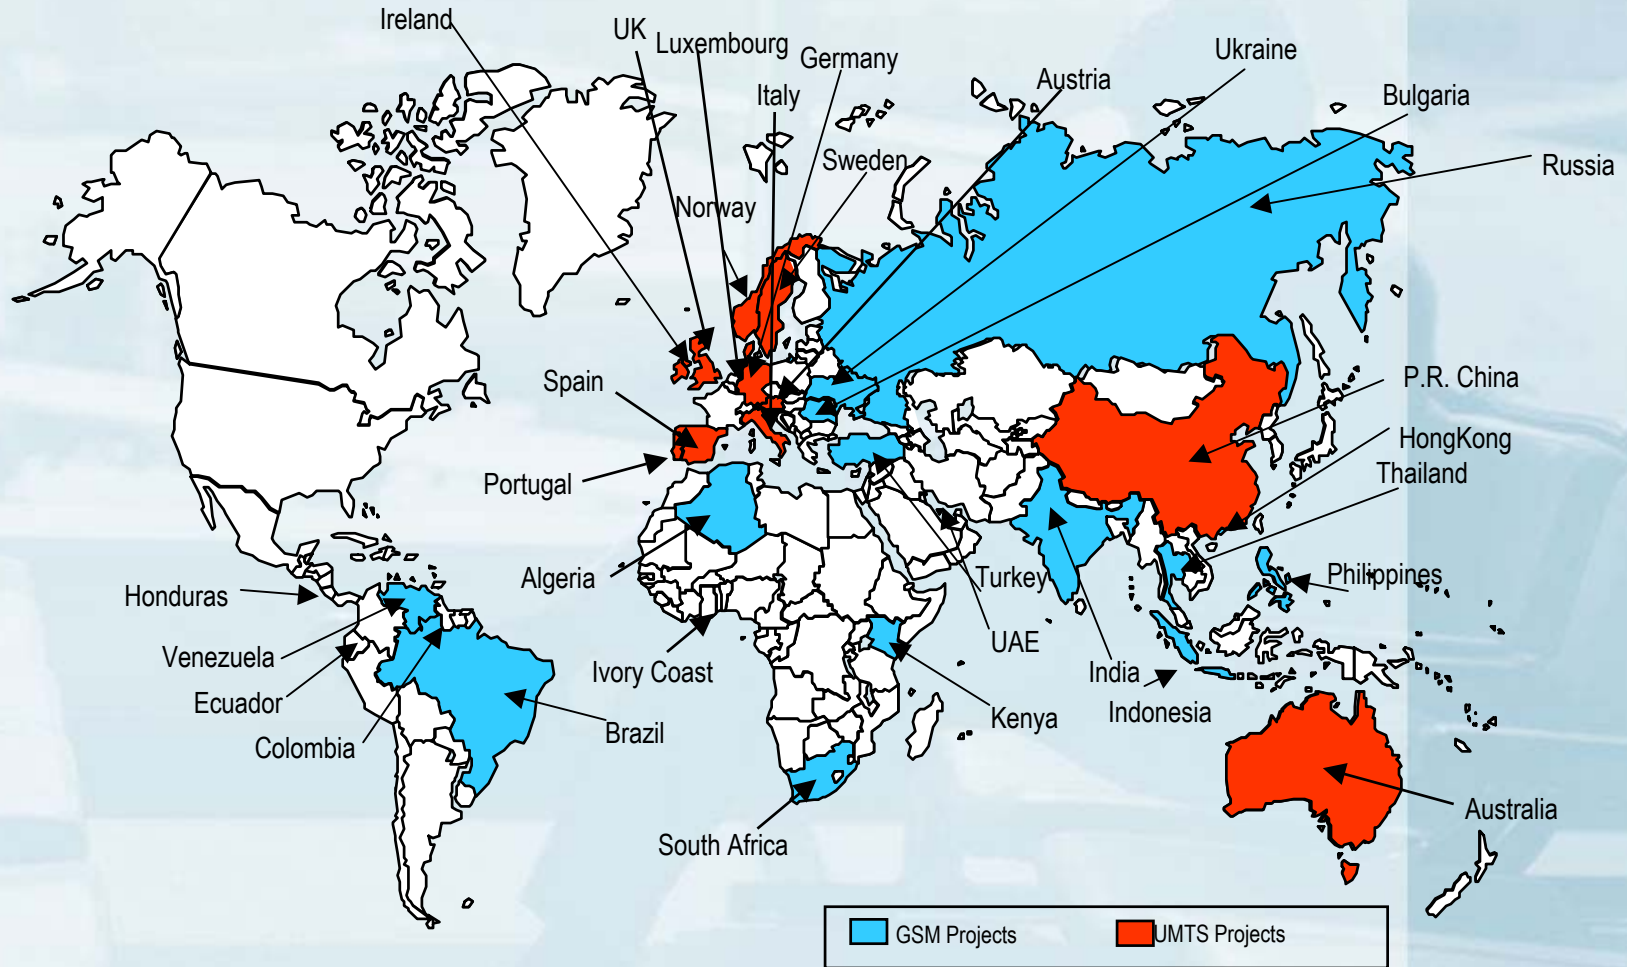 Ireland
UK
Luxembourg
Germany
Italy
Austria
Ukraine
Bulgaria
Russia
Sweden
Norway
Spain
Portugal
P.R. China
HongKong
Thailand
Algeria
Honduras
Venezuela
Ecuador
Colombia
Brazil
Ivory Coast
Turkey
UAE
Kenya
India
Indonesia
Philippines
South Africa
Australia
GSM Projects
UMTS Projects